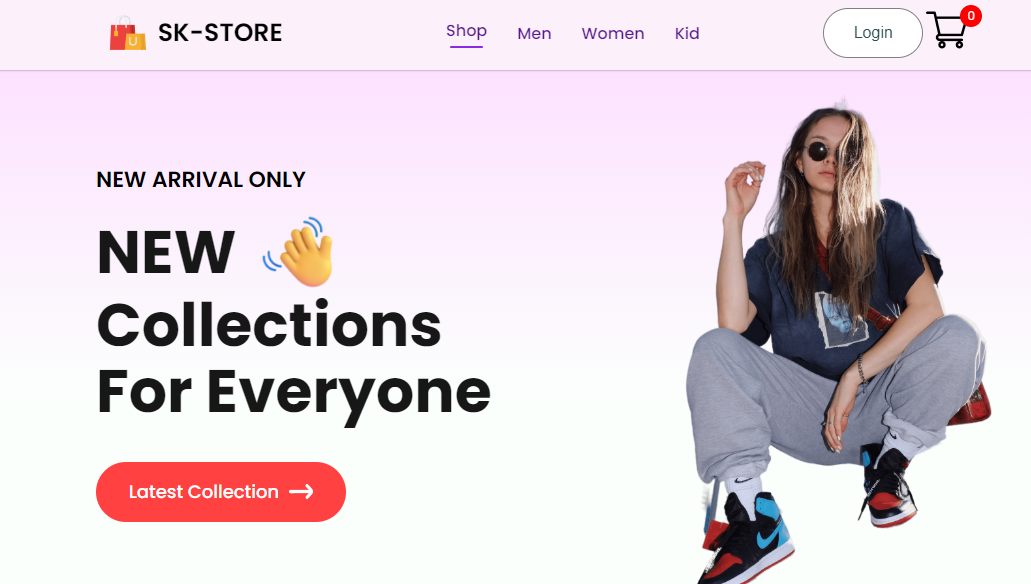 U
SK-STORE
Shop
Men
Women
Kid
Login
0
NEW ARRIVAL ONLY
NEW
Collections
For Everyone
Latest Collection